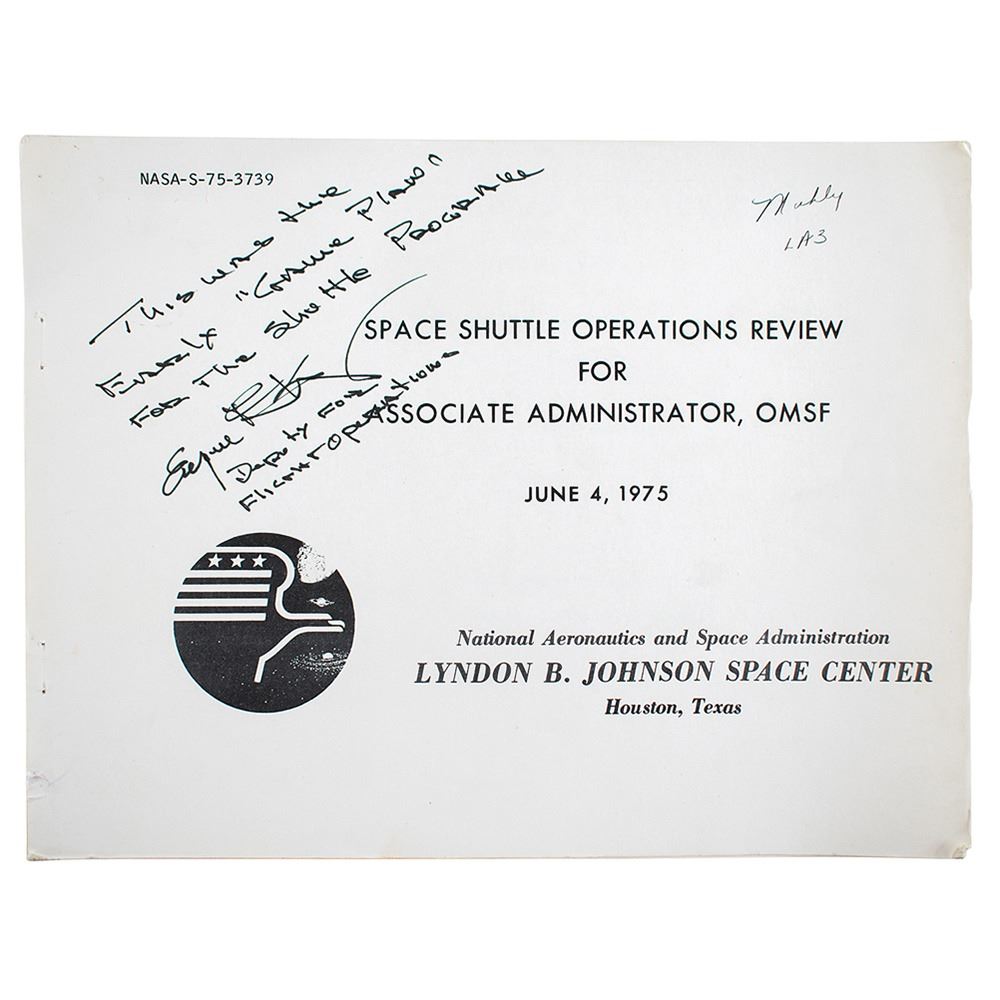 NASA-S-75-3739
This was the
Early "Game Plan"
For The Shuttle Program
Eugene
Deputy For
Flight Operations
LA3
SPACE SHUTTLE OPERATIONS REVIEW
FOR
ASSOCIATE ADMINISTRATOR, OMSF
JUNE 4, 1975
National Aeronautics and Space Administration
LYNDON B. JOHNSON SPACE CENTER
Houston, Texas